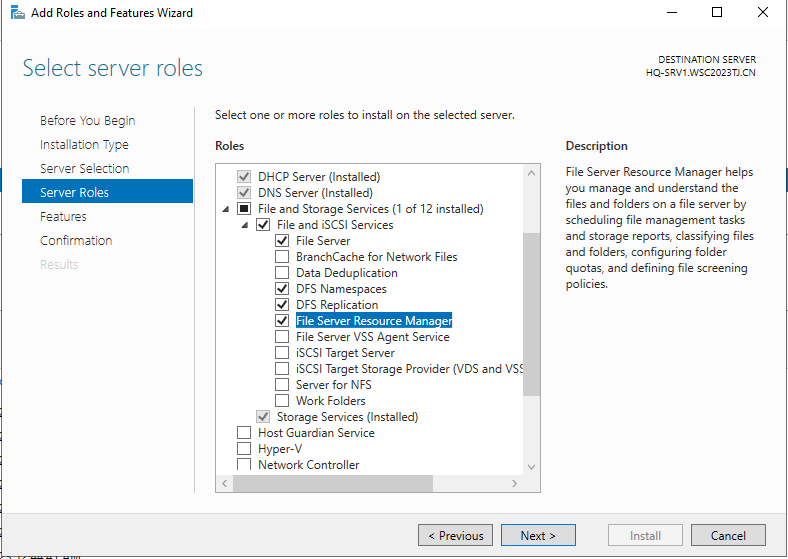 Add Roles and Features Wizard
Select server roles
DESTINATION SERVER
HQ-SRV1.WSC2023TJ.CN
Before You Begin
Installation Type
Server Selection
Server Roles
Features
Confirmation
Results
Select one or more roles to install on the selected server.
Roles
DHCP Server (Installed)
DNS Server (Installed)
File and Storage Services (1 of 12 installed)
File and iSCSI Services
File Server
BranchCache for Network Files
Data Deduplication
DFS Namespaces
DFS Replication
File Server Resource Manager
File Server VSS Agent Service
iSCSI Target Server
iSCSI Target Storage Provider (VDS and VSS
Server for NFS
Work Folders
Storage Services (Installed)
Host Guardian Service
Hyper-V
Network Controller
Description
File Server Resource Manager helps
you manage and understand the
files and folders on a file server by
scheduling file management tasks
and storage reports, classifying files
and folders, configuring folder
quotas, and defining file screening
policies.
< Previous
Next >
Install
Cancel